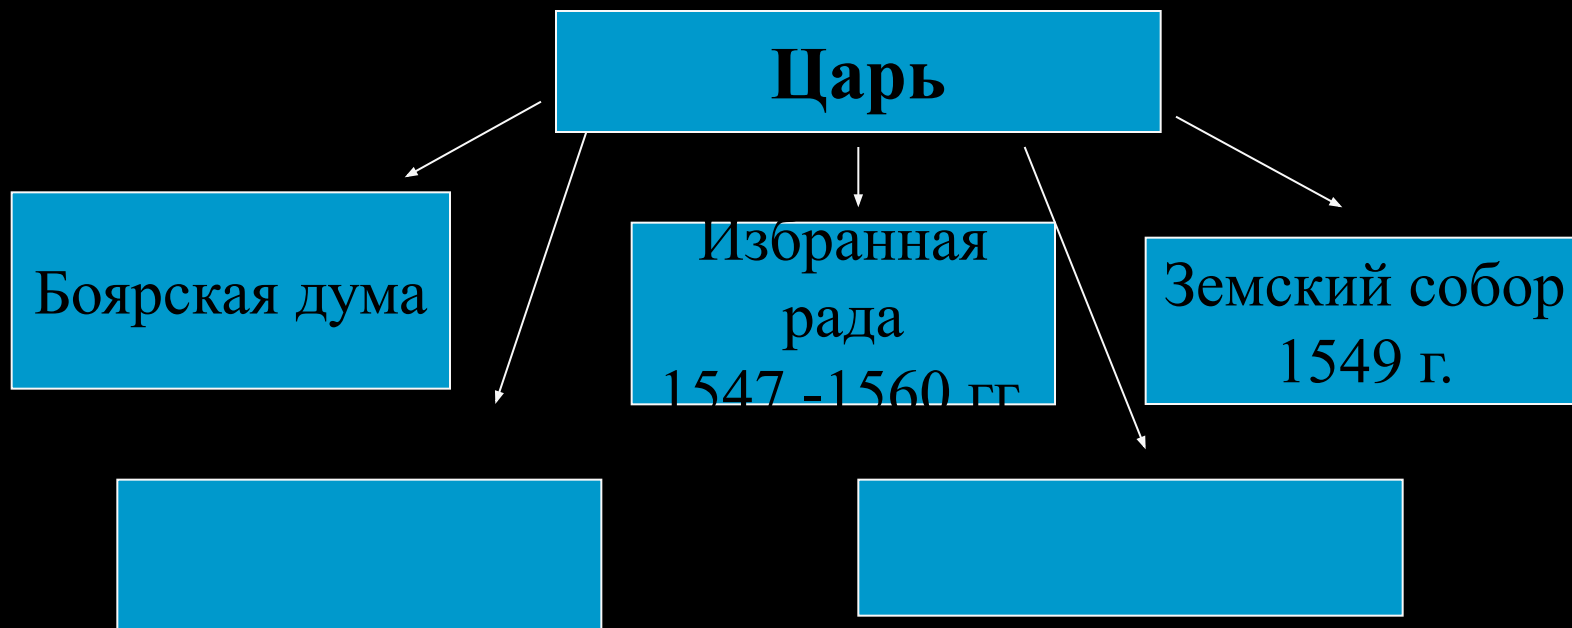 Царь
Боярская дума
Избранная
рада
1547 -1560 гг
Земский собор
1549 г.